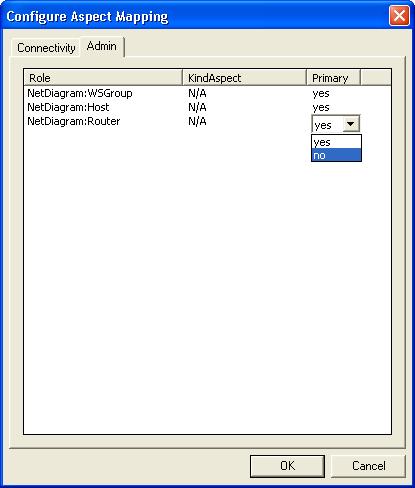 Configure Aspect Mapping
Connectivity Admin
Role KindAspect Primary
NetDiagram:WSGroup N/A yes
NetDiagram:Host N/A yes
NetDiagram:Router N/A yes
yes
no
OK Cancel